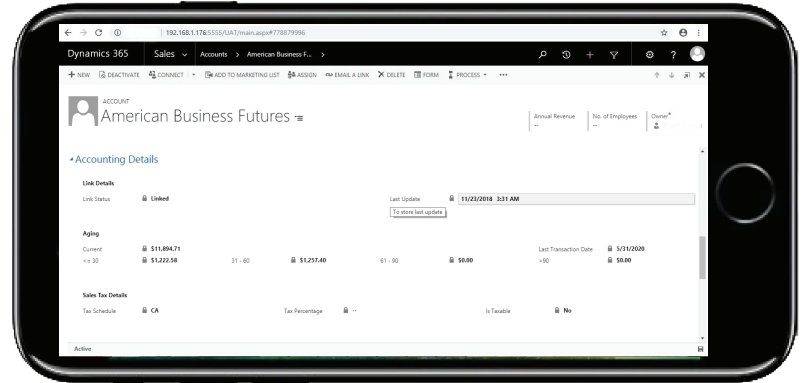 192.168.1.176:5555/UAT/main.aspx#778879996
Dynamics 365 Sales Accounts > American Business F... >
NEW DEACTIVATE CONNECT ADD TO MARKETING LIST ASSIGN EMAIL A LINK DELETE FORM PROCESS •••
ACCOUNT
American Business Futures
Annual Revenue No. of Employees Owner*
-- --
Accounting Details
Link Details
Link Status Linked Last Update 11/23/2018 3:31 AM
To store last update
Aging
Current $11,894.71 Last Transaction Date 5/31/2020
<= 30 $1,222.58 31 - 60 $1,257.40 61 - 90 $0.00 >90 $0.00
Sales Tax Details
Tax Schedule CA Tax Percentage -- Is Taxable No
Active